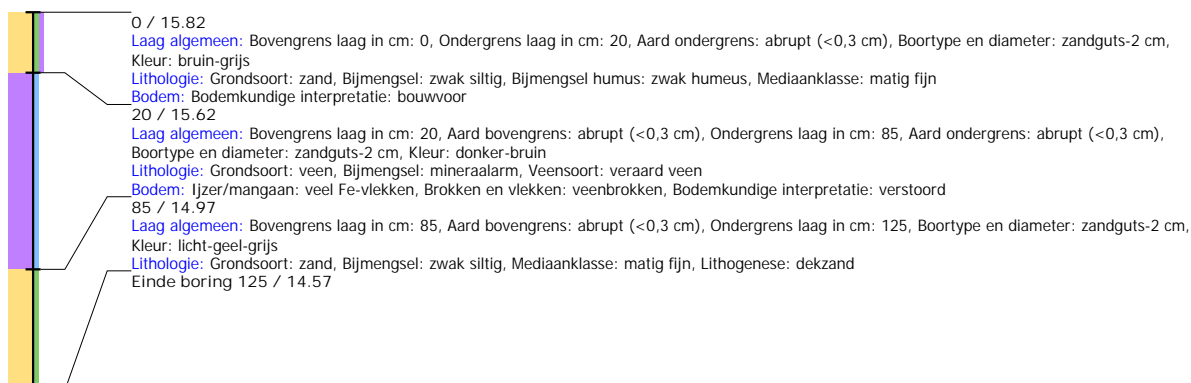 0 / 15.82
Laag algemeen: Bovengrens laag in cm: 0, Ondergrens laag in cm: 20, Aard ondergrens: abrupt (<0,3 cm), Boortype en diameter: zandguts-2 cm,
Kleur: bruin-grijs
Lithologie: Grondsoort: zand, Bijmengsel: zwak siltig, Bijmengsel humus: zwak humeus, Mediaanklasse: matig fijn
Bodem: Bodemkundige interpretatie: bouwvoor
20 / 15.62
Laag algemeen: Bovengrens laag in cm: 20, Aard bovengrens: abrupt (<0,3 cm), Ondergrens laag in cm: 85, Aard ondergrens: abrupt (<0,3 cm),
Boortype en diameter: zandguts-2 cm, Kleur: donker-bruin
Lithologie: Grondsoort: veen, Bijmengsel: mineraalarm, Veensoort: veraard veen
Bodem: Ijzer/mangaan: veel Fe-vlekken, Brokken en vlekken: veenbrokken, Bodemkundige interpretatie: verstoord
85 / 14.97
Laag algemeen: Bovengrens laag in cm: 85, Aard bovengrens: abrupt (<0,3 cm), Ondergrens laag in cm: 125, Boortype en diameter: zandguts-2 cm,
Kleur: licht-geel-grijs
Lithologie: Grondsoort: zand, Bijmengsel: zwak siltig, Mediaanklasse: matig fijn, Lithogenese: dekzand
Einde boring 125 / 14.57